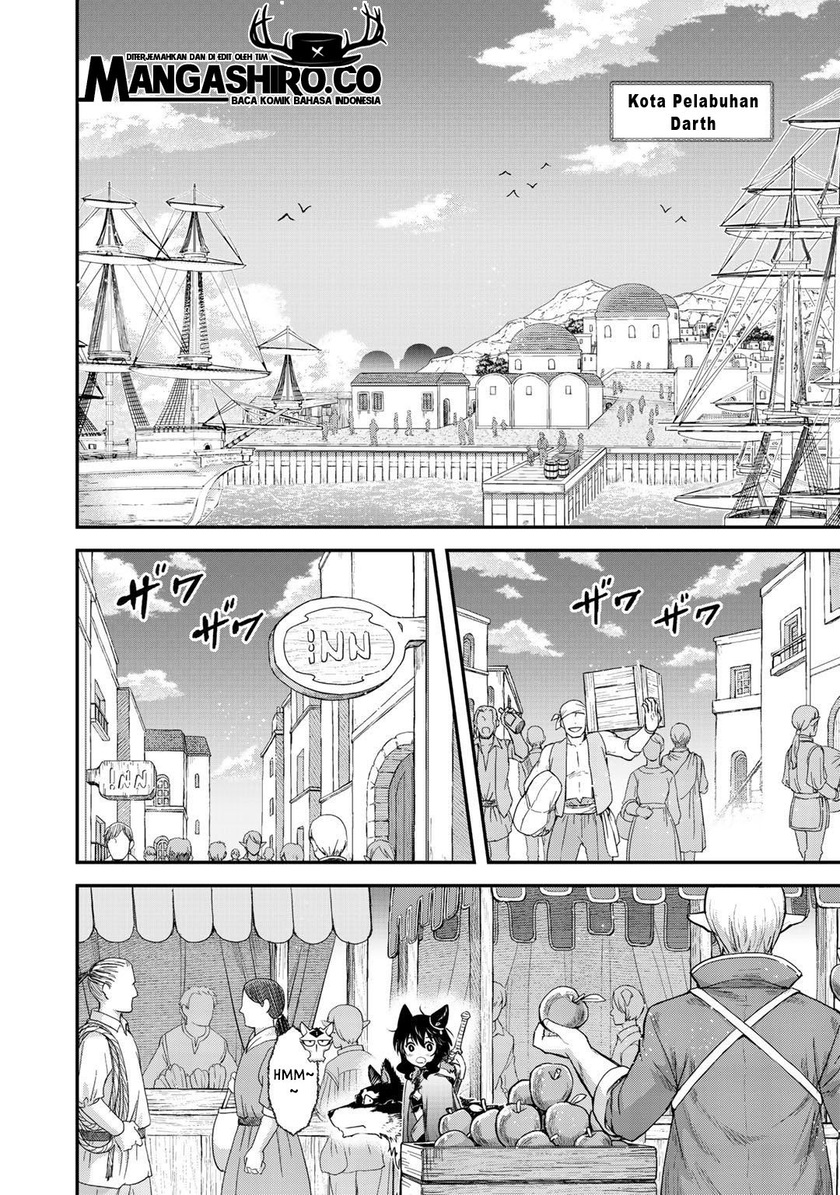 DITERJEMAHKAN DAN DI EDIT OLEH TIM
MANGASHIRO.CO
BACA KOMIK BAHASA INDONESIA
Kota Pelabuhan
Darth
ザワ
ザワ
ザワ
ザワ
INN
INN
HMM~
~